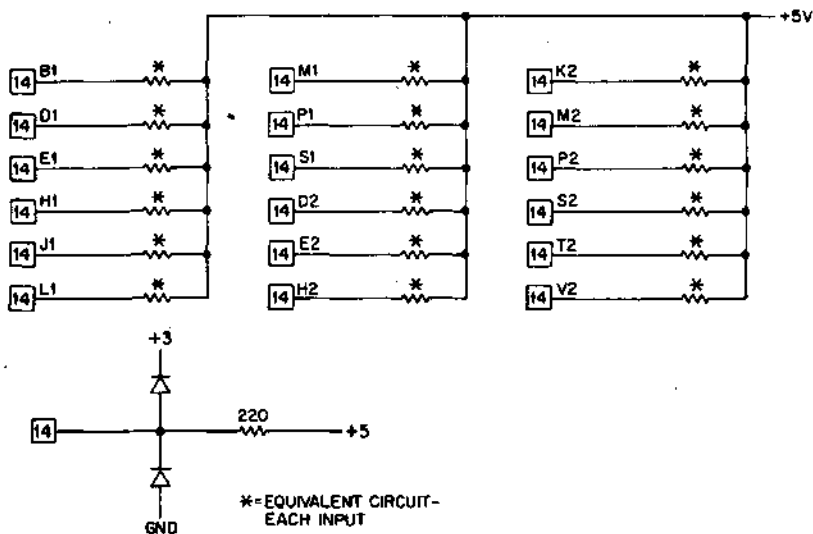 +5V
14 B1 * 14 M1 * 14 K2 *
14 D1 * 14 P1 * 14 M2 *
14 E1 * 14 S1 * 14 P2 *
14 H1 * 14 D2 * 14 S2 *
14 J1 * 14 E2 * 14 T2 *
14 L1 * 14 H2 * 14 V2 *
+3
14 220 +5
GND
*=EQUIVALENT CIRCUIT-
EACH INPUT